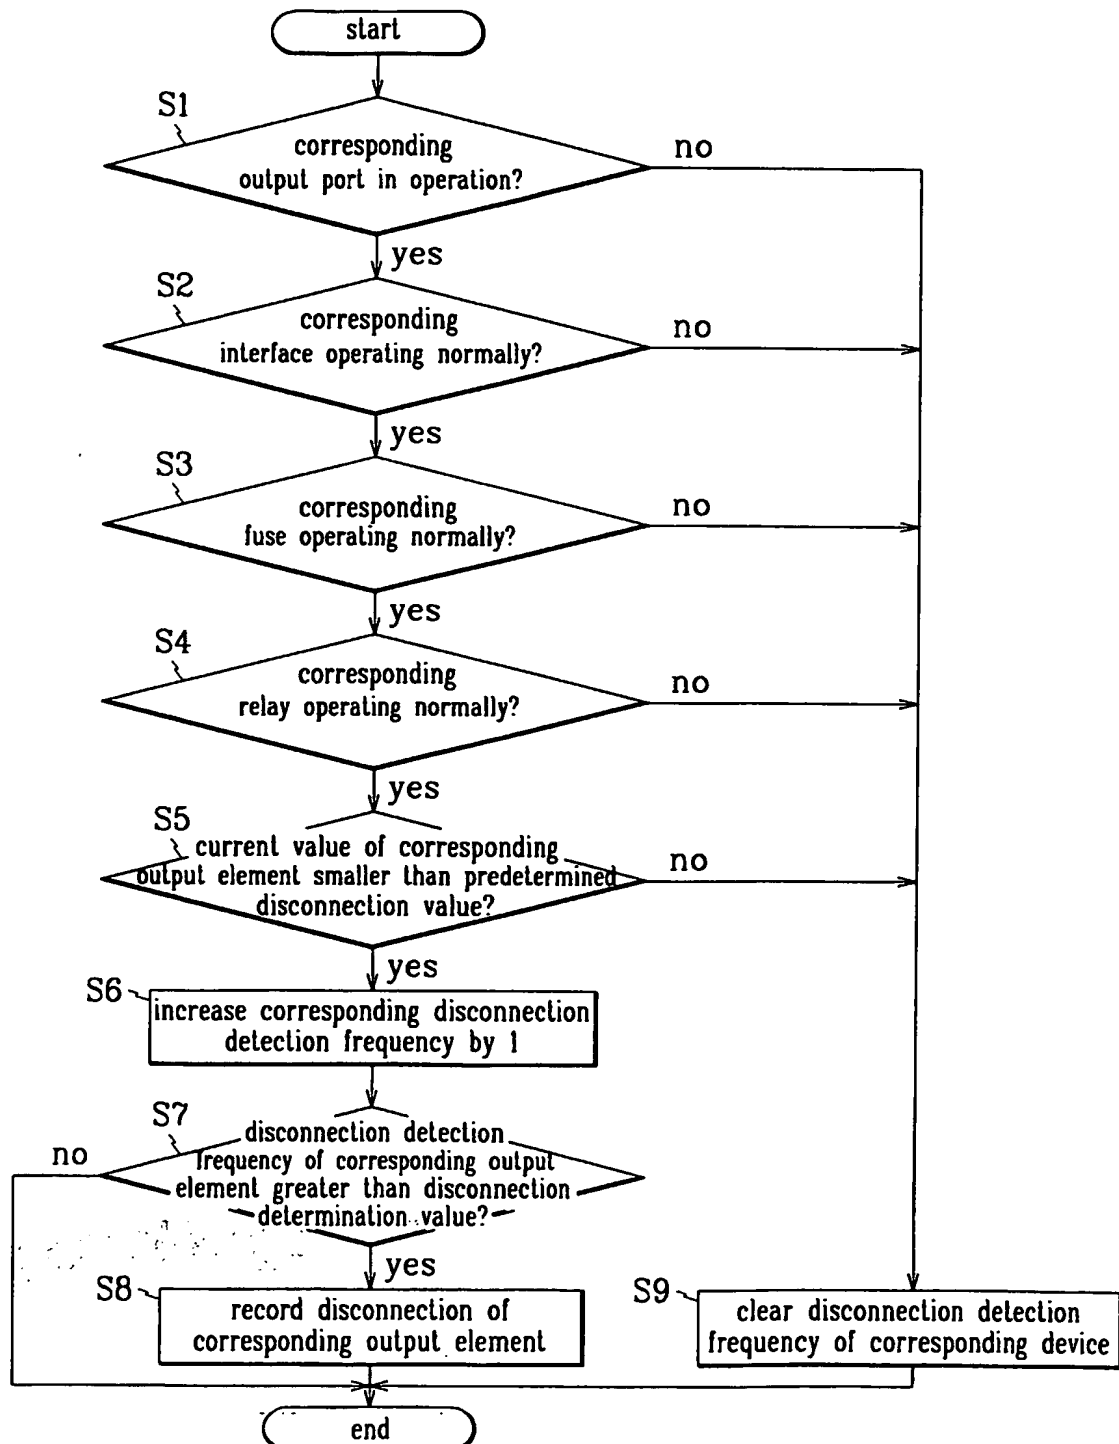 start
S1
corresponding
output port in operation?
no
yes
S2
corresponding
interface operating normally?
no
yes
S3
corresponding
fuse operating normally?
no
yes
S4
corresponding
relay operating normally?
no
yes
S5
current value of corresponding
output element smaller than predetermined
disconnection value?
no
yes
S6
increase corresponding disconnection
detection frequency by 1
S7
disconnection detection
frequency of corresponding output
element greater than disconnection
determination value?
no
yes
S8
record disconnection of
corresponding output element
S9
clear disconnection detection
frequency of corresponding device
end